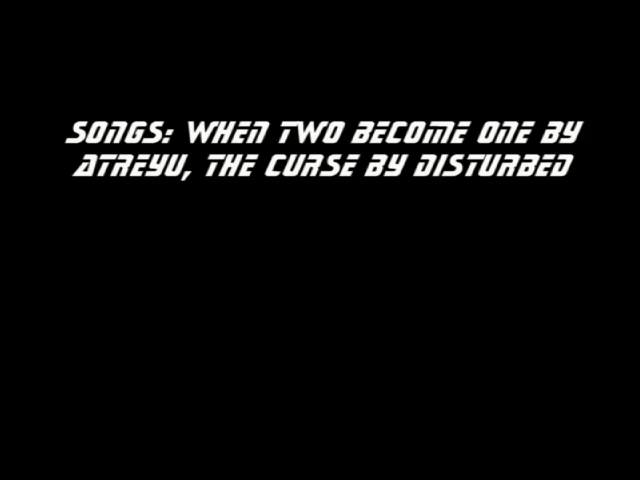 SONGS: WHEN TWO BECOME ONE BY
ATREYU, THE CURSE BY DISTURBED